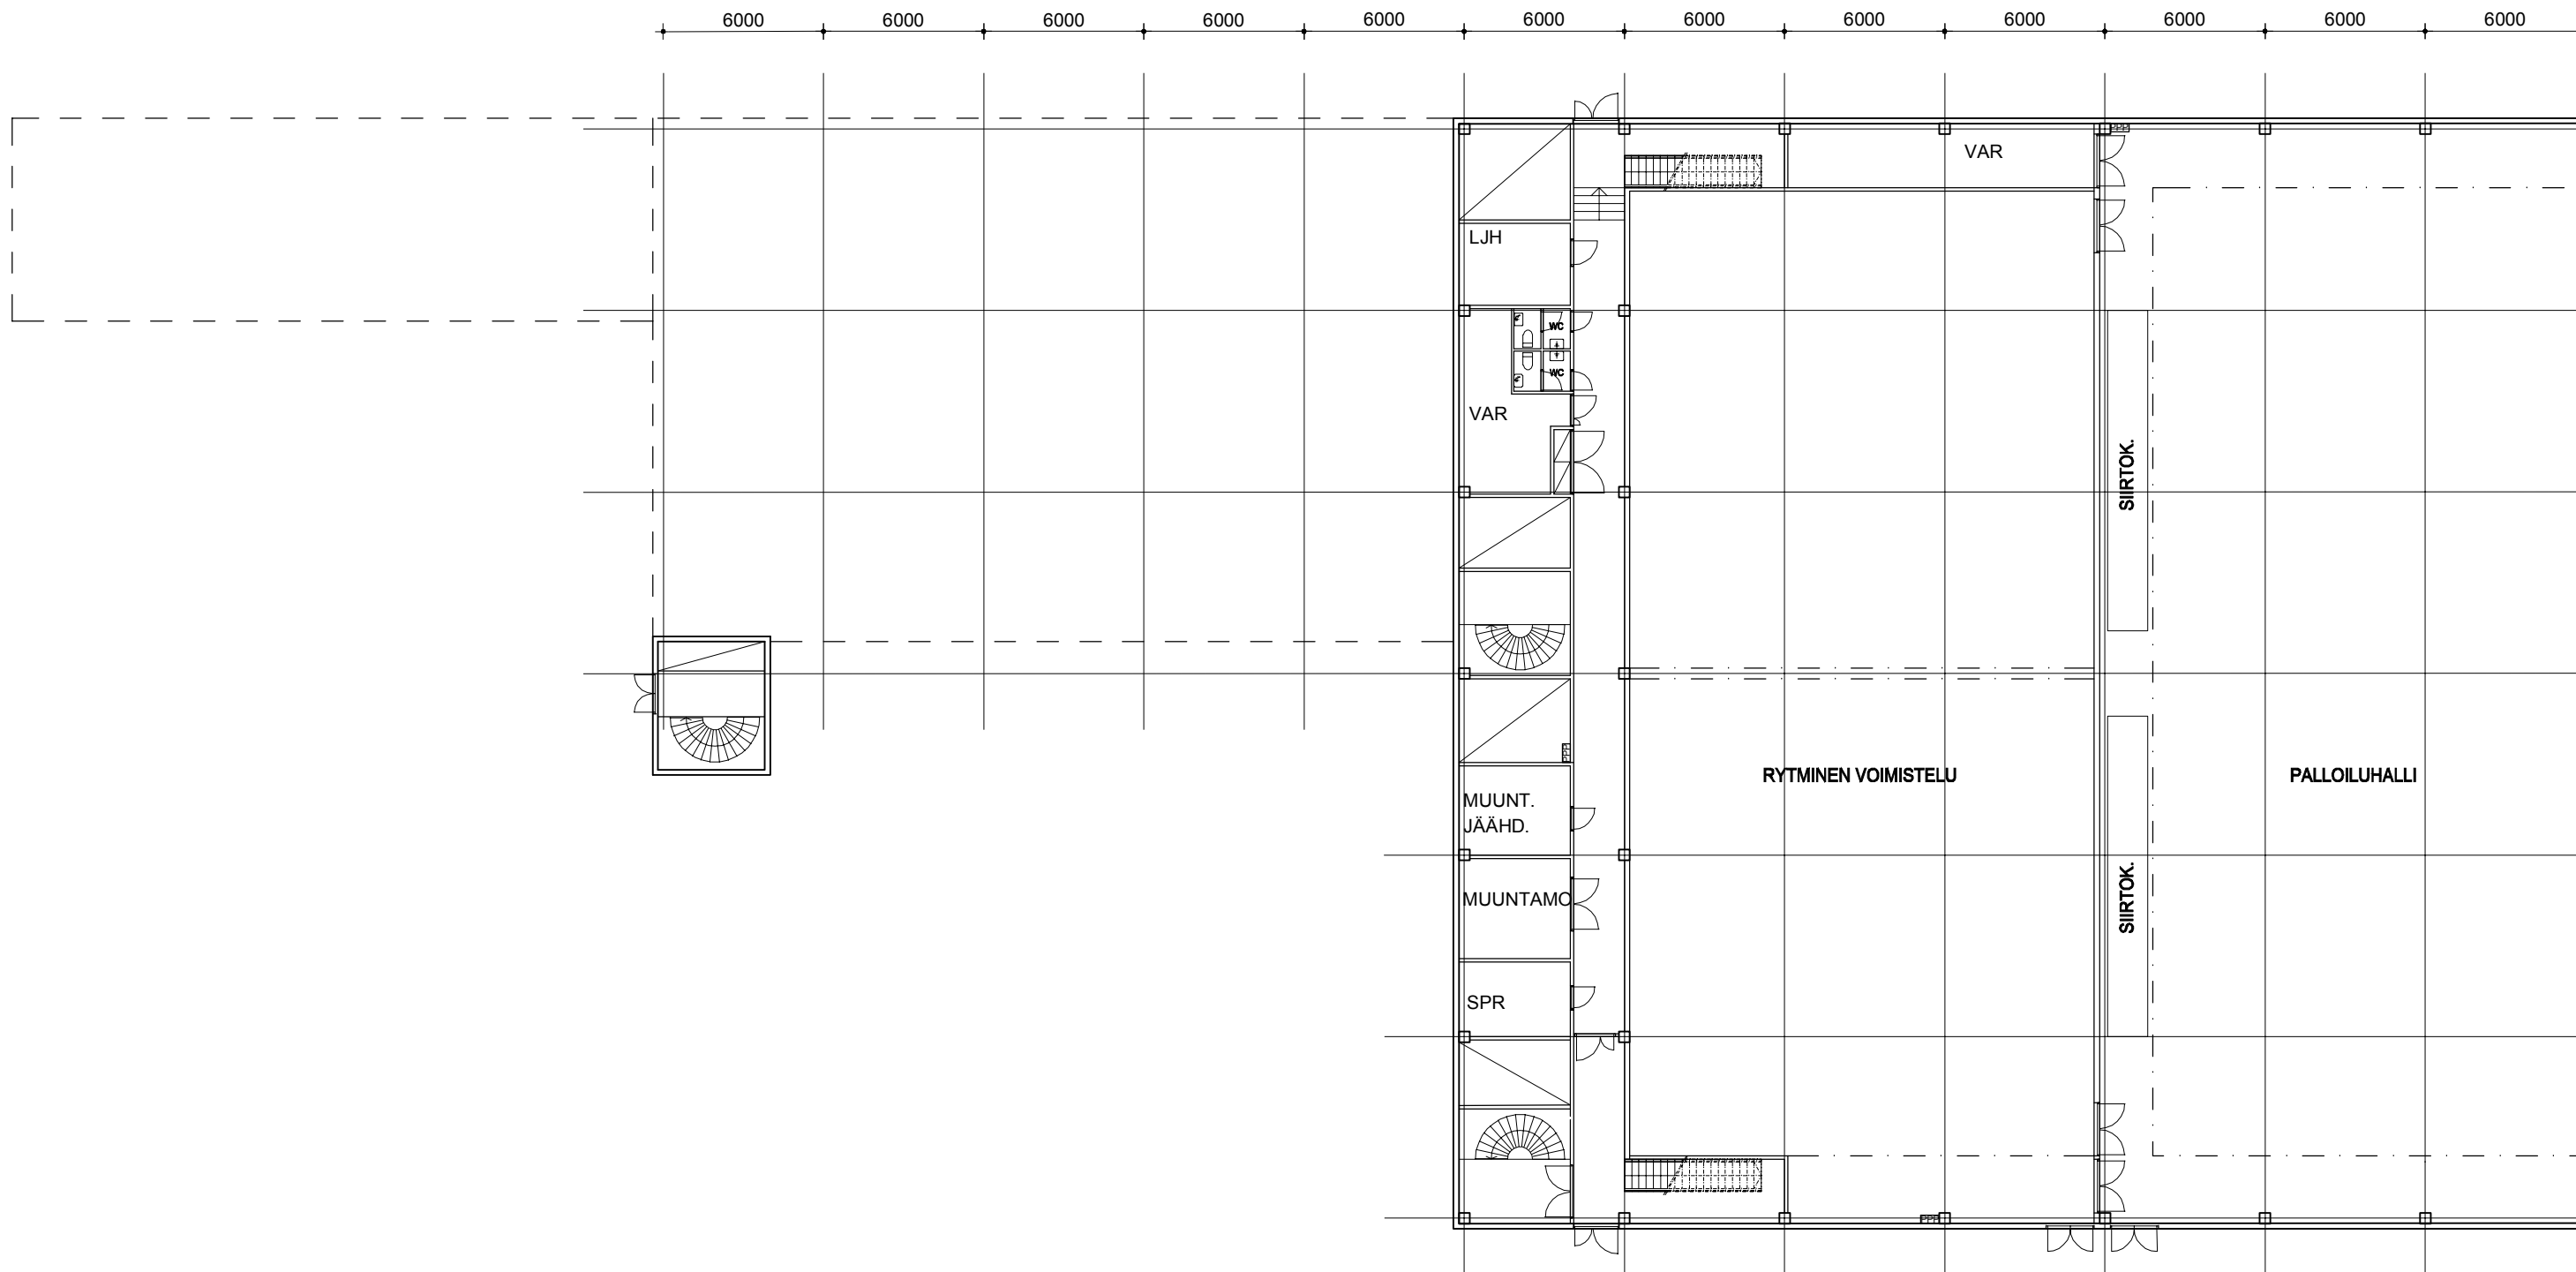 6000 6000 6000 6000 6000 6000 6000 6000 6000 6000 6000 6000
VAR
LJH
WC
WC
VAR
SIIRTOK.
RYTMINEN VOIMISTELU
PALLOILUHALLI
MUUNT.
JÄÄHD.
MUUNTAMO
SIIRTOK.
SPR
PPP